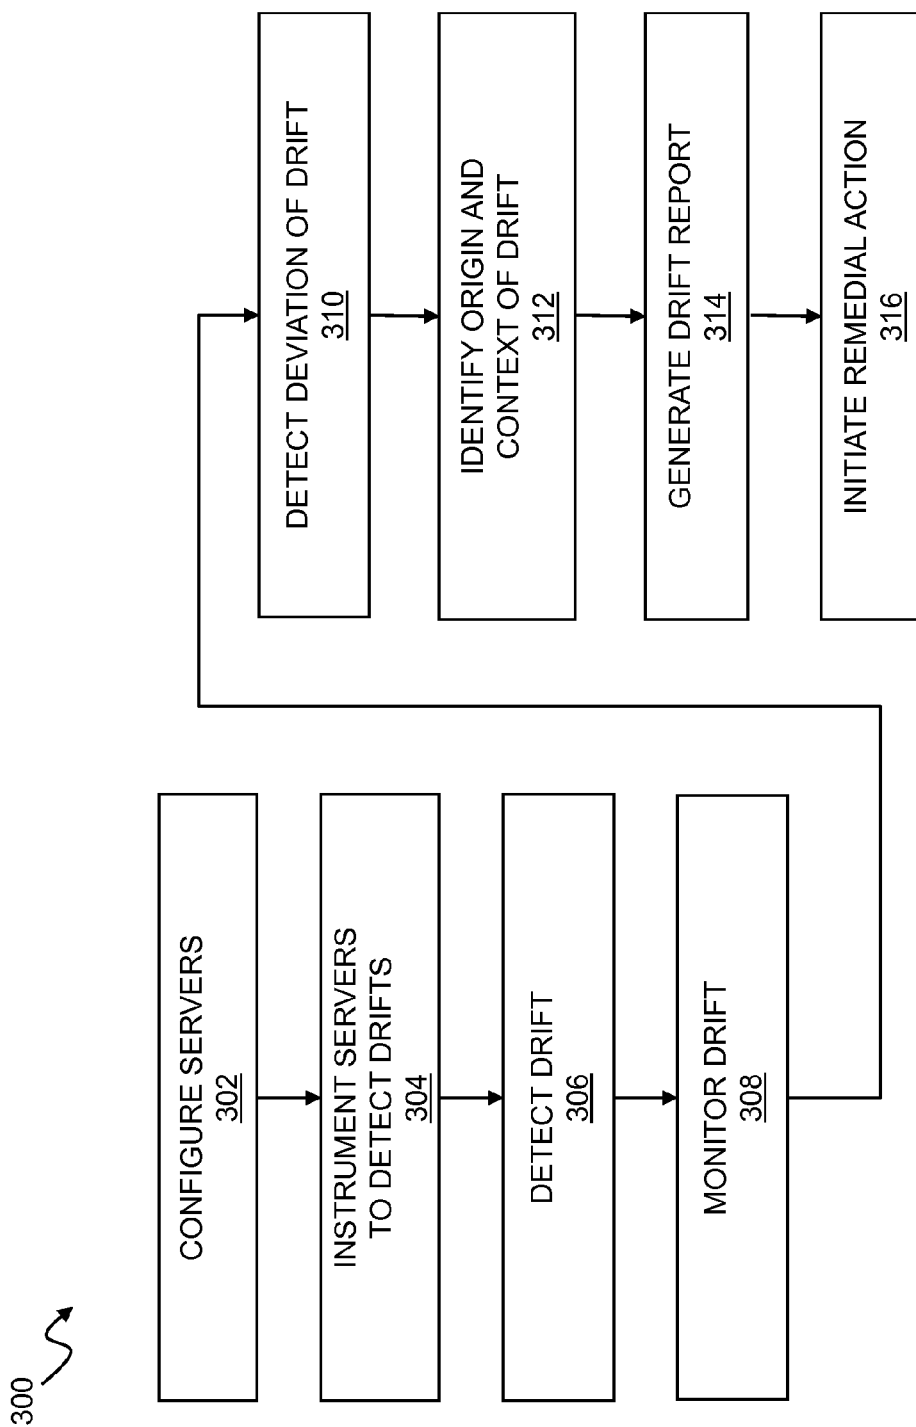 300
CONFIGURE SERVERS
302
INSTRUMENT SERVERS
TO DETECT DRIFTS
304
DETECT DRIFT
306
MONITOR DRIFT
308
DETECT DEVIATION OF DRIFT
310
IDENTIFY ORIGIN AND
CONTEXT OF DRIFT
312
GENERATE DRIFT REPORT
314
INITIATE REMEDIAL ACTION
316